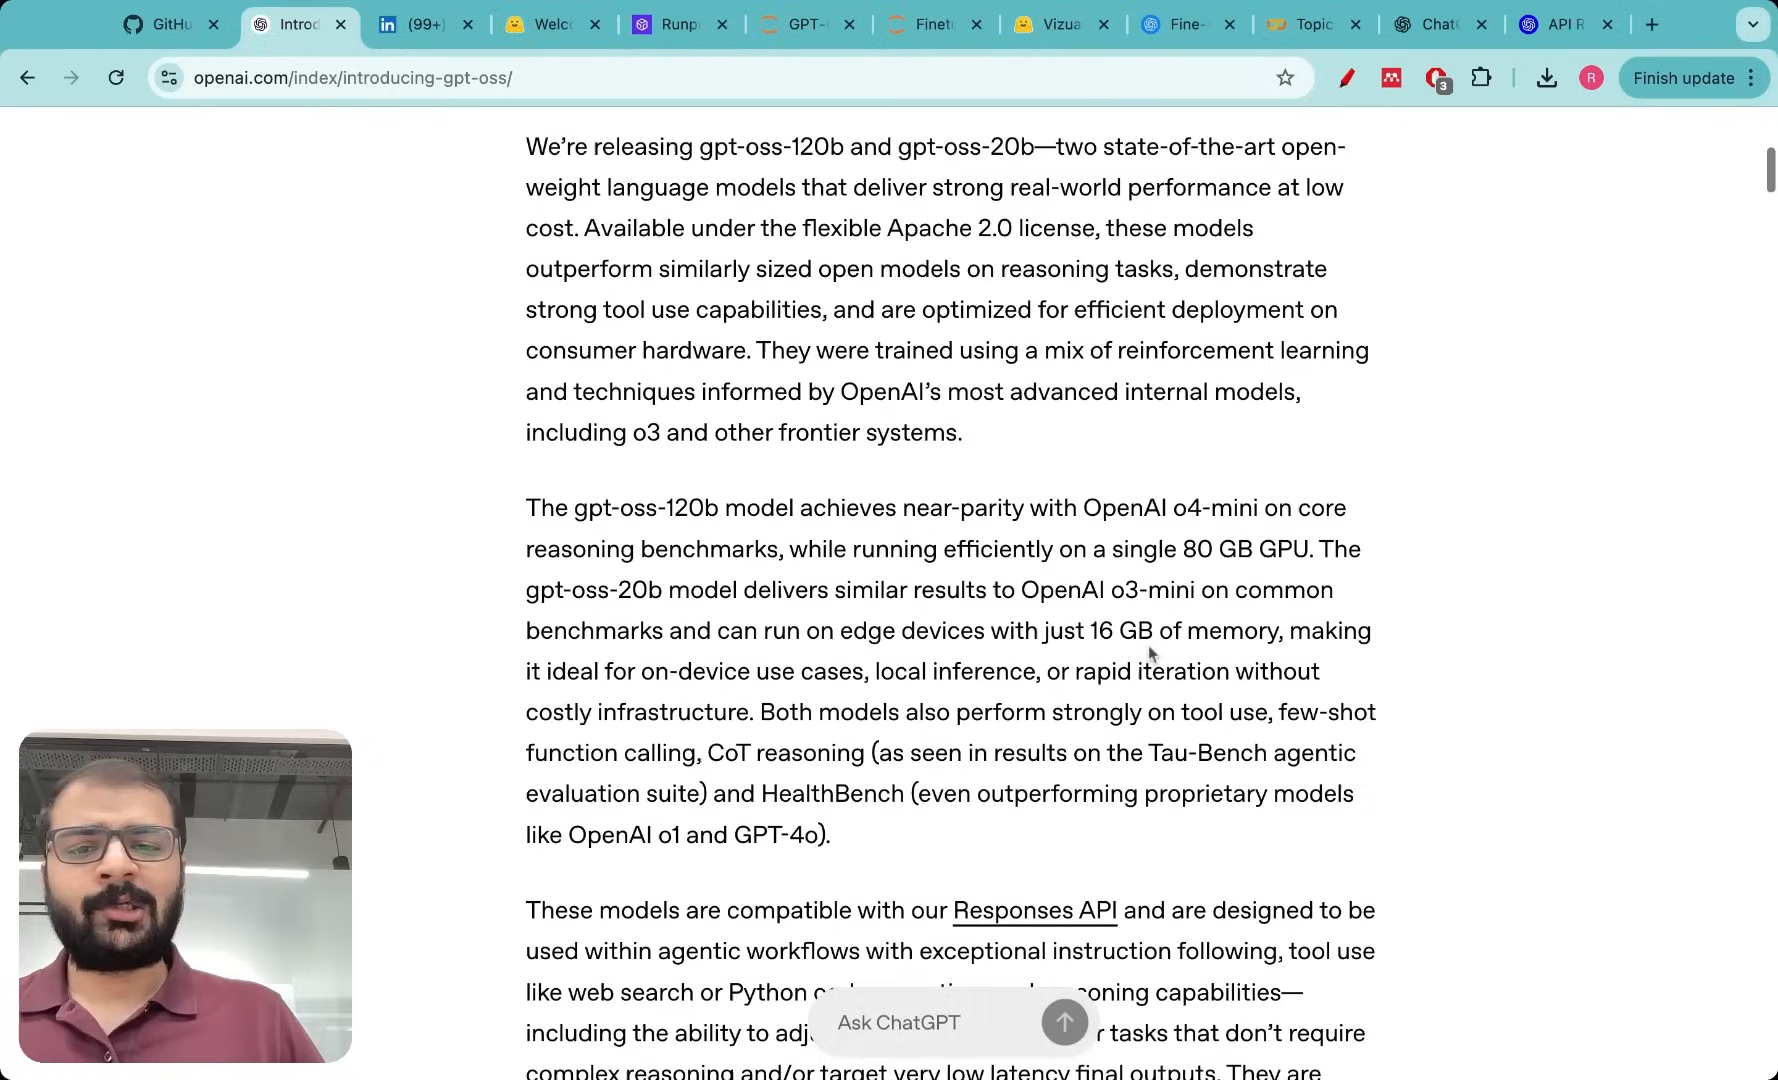 GitHu
Introd
(99+)
Welc
Runp
GPT-
Finetu
Vizua
Fine-
Topic
Chat
API R
openai.com/index/introducing-gpt-oss/
3
R
Finish update
We're releasing gpt-oss-120b and gpt-oss-20b—two state-of-the-art open-
weight language models that deliver strong real-world performance at low
cost. Available under the flexible Apache 2.0 license, these models
outperform similarly sized open models on reasoning tasks, demonstrate
strong tool use capabilities, and are optimized for efficient deployment on
consumer hardware. They were trained using a mix of reinforcement learning
and techniques informed by OpenAI's most advanced internal models,
including o3 and other frontier systems.
The gpt-oss-120b model achieves near-parity with OpenAI o4-mini on core
reasoning benchmarks, while running efficiently on a single 80 GB GPU. The
gpt-oss-20b model delivers similar results to OpenAI o3-mini on common
benchmarks and can run on edge devices with just 16 GB of memory, making
it ideal for on-device use cases, local inference, or rapid iteration without
costly infrastructure. Both models also perform strongly on tool use, few-shot
function calling, CoT reasoning (as seen in results on the Tau-Bench agentic
evaluation suite) and HealthBench (even outperforming proprietary models
like OpenAI o1 and GPT-4o).
These models are compatible with our Responses API and are designed to be
used within agentic workflows with exceptional instruction following, tool use
like web search or Python oning capabilities—
including the ability to adj r tasks that don't require
complex reasoning and/or target very low latency final outputs. They are
Ask ChatGPT